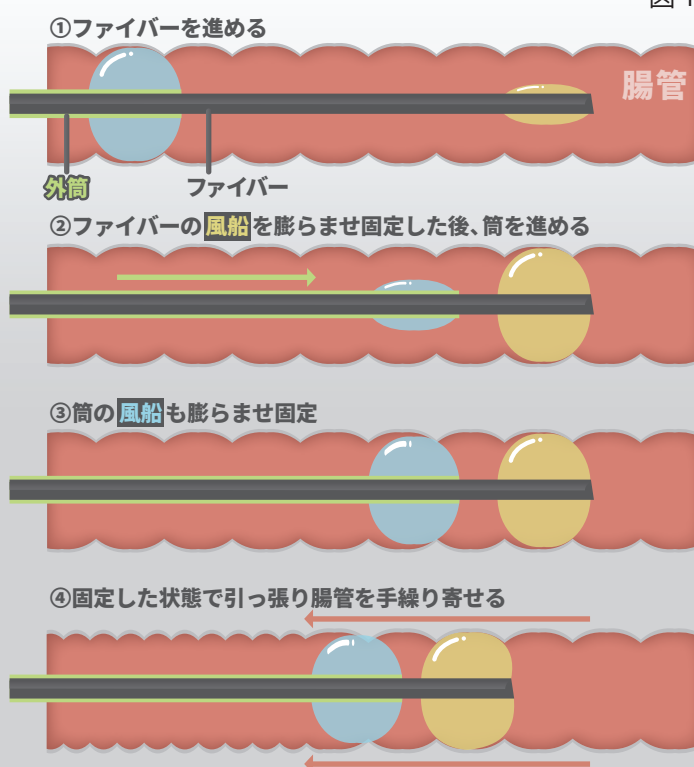 図1
①ファイバーを進める
腸管
外筒
ファイバー
②ファイバーの風船を膨らませ固定した後、筒を進める
③筒の風船も膨らませ固定
④固定した状態で引っ張り腸管を手繰り寄せる